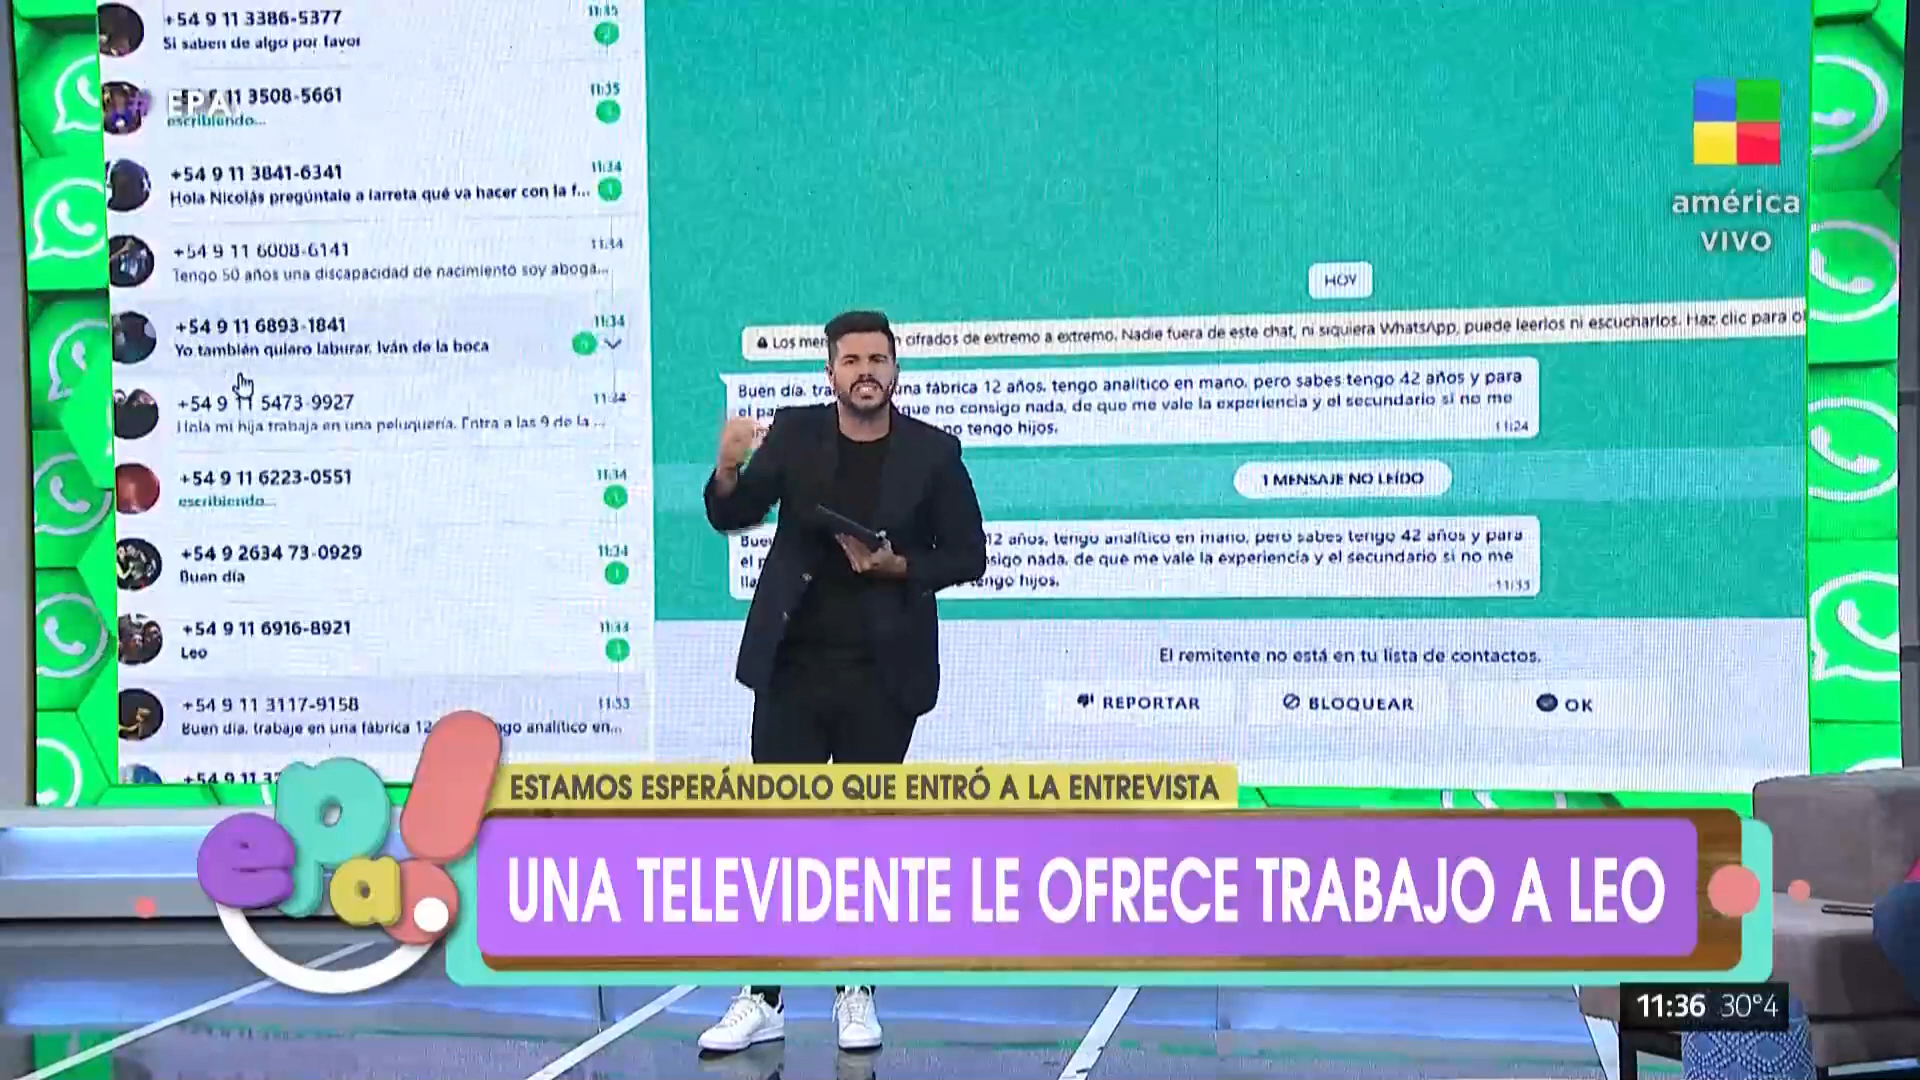 +54 9 11 3386-5377
11:35
Si saben de algo por favor
# EPA
11 3508-5661
11:35
escribiendo...
+54 9 11 3841-6341
11:34
Hola Nicolás pregúntale a larreta qué va hacer con la f...
+54 9 11 6008-6141
11:34
Tengo 50 años una discapacidad de nacimiento soy aboga...
+54 9 11 6893-1841
11:34
Yo también quiero laburar. Iván de la boca
+54 9 11 5473-9927
11:34
Hola mi hija trabaja en una peluquería. Entra a las 9 de la ...
+54 9 11 6223-0551
11:34
escribiendo...
+54 9 2634 73-0929
11:34
Buen día
+54 9 11 6916-8921
Leo
+54 9 11 3117-9158
11:33
Buen día, trabaje en una fábrica 12 analítico en...
+54 9 11
américa
VIVO
HOY
Los cifrados de extremo a extremo. Nadie fuera de este chat, ni siquiera WhatsApp, puede leerlos ni escucharlos. Haz clic para
Buen día, una fábrica 12 años, tengo analítico en mano, pero sabes tengo 42 años y para
el que no consigo nada, de que me vale la experiencia y el secundario si no me
no tengo hijos.
11:24
1 MENSAJE NO LEÍDO
12 años, tengo analítico en mano, pero sabes tengo 42 años y para
el nada, de que me vale la experiencia y el secundario si no me
hijos.
11:33
El remitente no está en tu lista de contactos.
REPORTAR
BLOQUEAR
OK
epa!
ESTAMOS ESPERÁNDOLO QUE ENTRÓ A LA ENTREVISTA
UNA TELEVIDENTE LE OFRECE TRABAJO A LEO
11:36 30°4